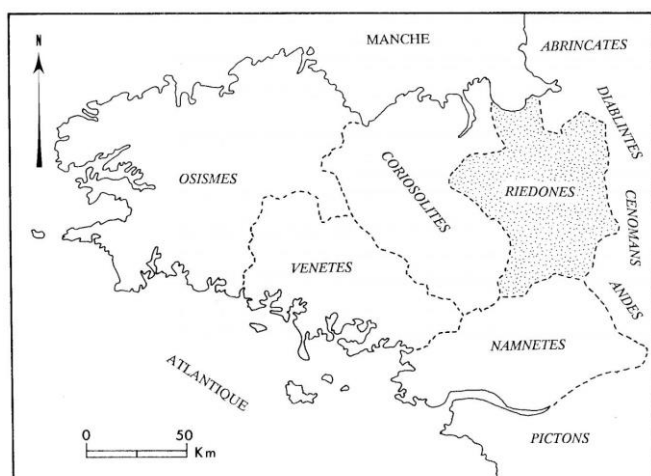 N
MANCHE
ABRINCATES
DIABLINTES
CORIOSOLITES
OSISMES
RIEDONES
CENOMANS
VENETES
ANDES
NAMNETES
ATLANTIQUE
0 50
Km
PICTONS